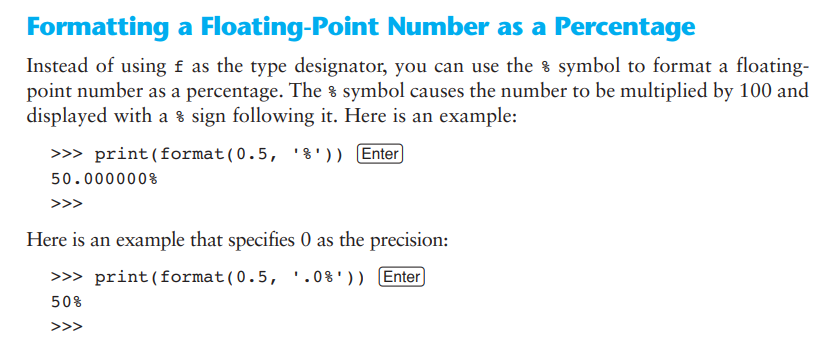 Formatting a Floating-Point Number as a Percentage
Instead of using f as the type designator, you can use the % symbol to format a floating-
point number as a percentage. The % symbol causes the number to be multiplied by 100 and
displayed with a % sign following it. Here is an example:
>>> print(format(0.5, '%')) Enter
50.000000%
>>>
Here is an example that specifies 0 as the precision:
>>> print(format(0.5, '.0%')) Enter
50%
>>>